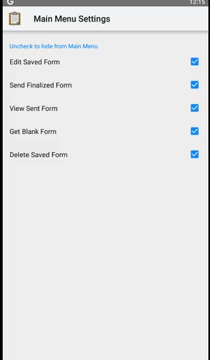 G 12:15
Main Menu Settings
Uncheck to hide from Main Menu
Edit Saved Form
Send Finalized Form
View Sent Form
Get Blank Form
Delete Saved Form